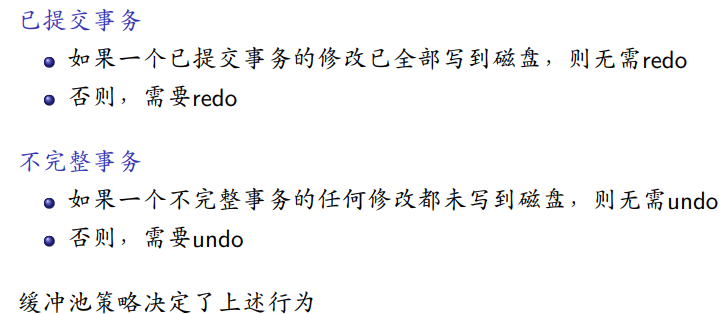 已提交事务
如果一个已提交事务的修改已全部写到磁盘，则无需redo
否则，需要redo
不完整事务
如果一个不完整事务的任何修改都未写到磁盘，则无需undo
否则，需要undo
缓冲池策略决定了上述行为